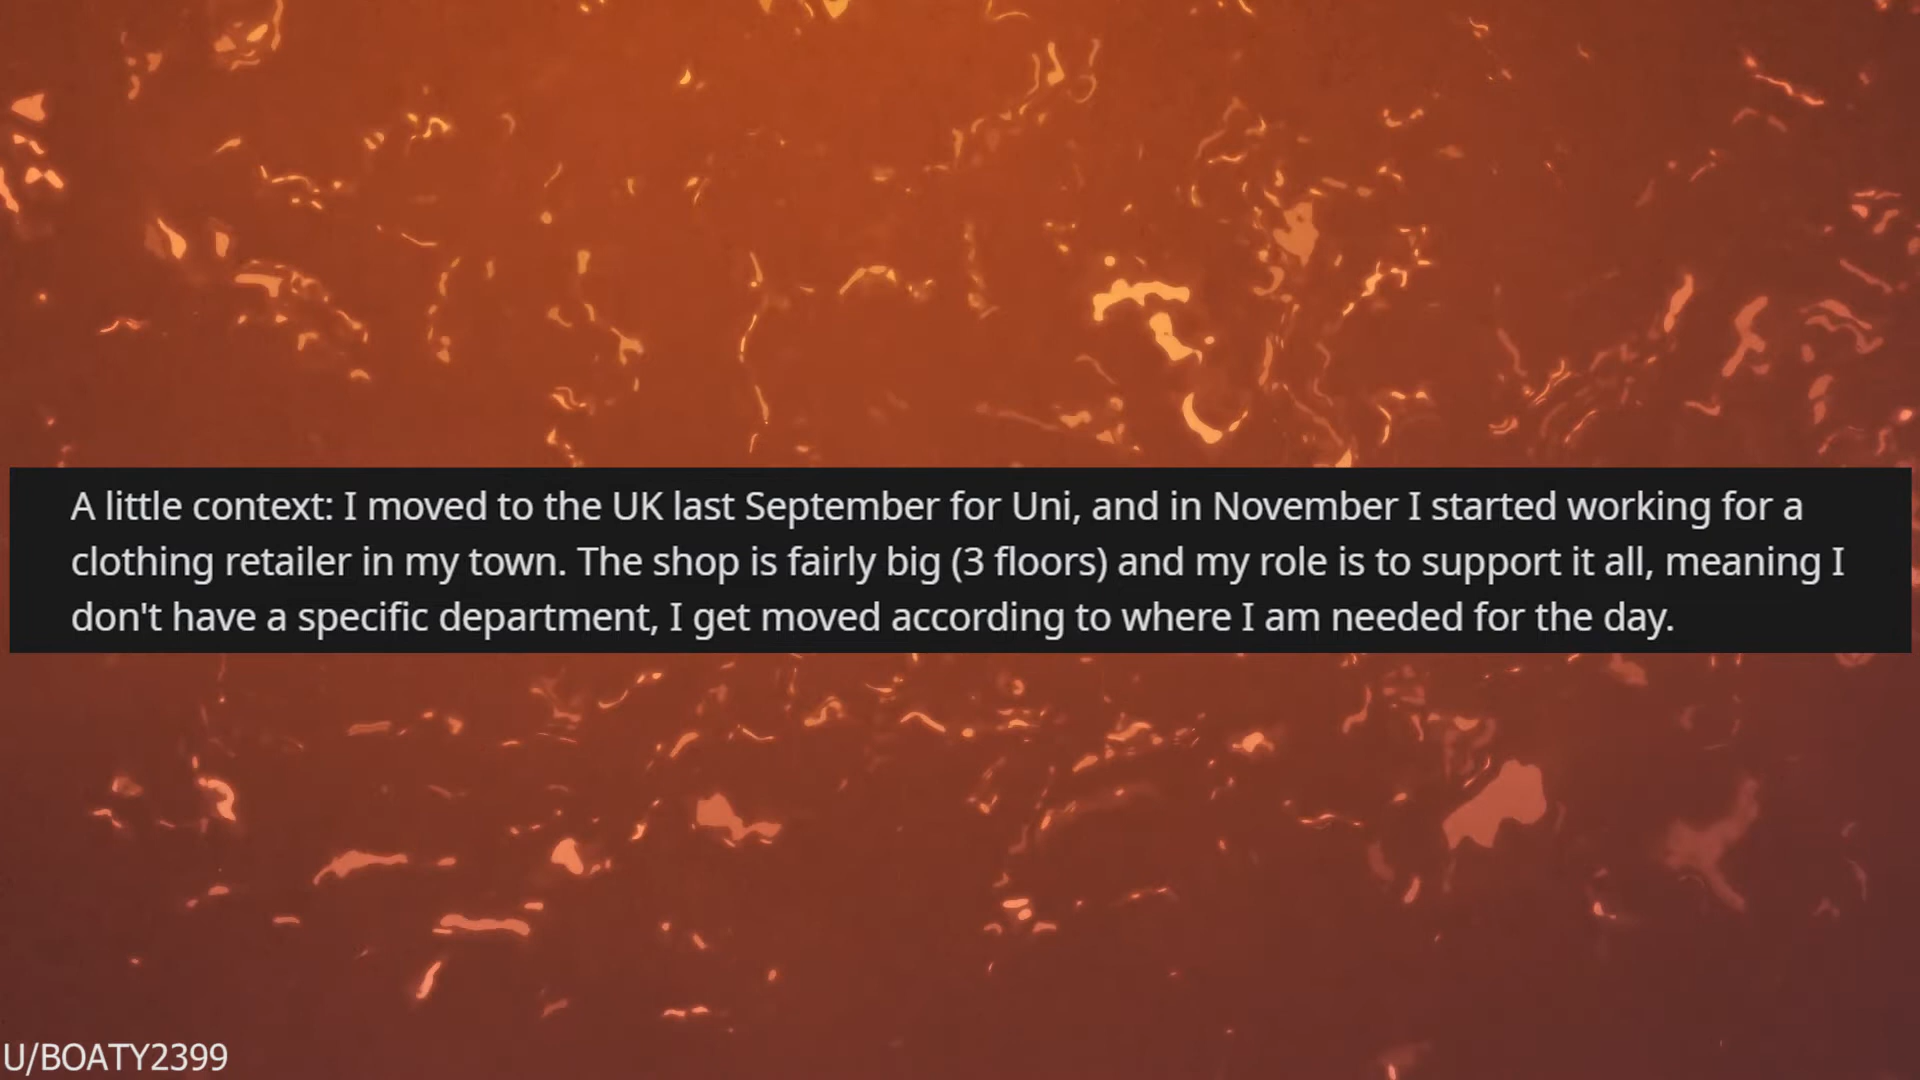 A little context: I moved to the UK last September for Uni, and in November I started working for a
clothing retailer in my town. The shop is fairly big (3 floors) and my role is to support it all, meaning I
don't have a specific department, I get moved according to where I am needed for the day.
U/BOATY2399